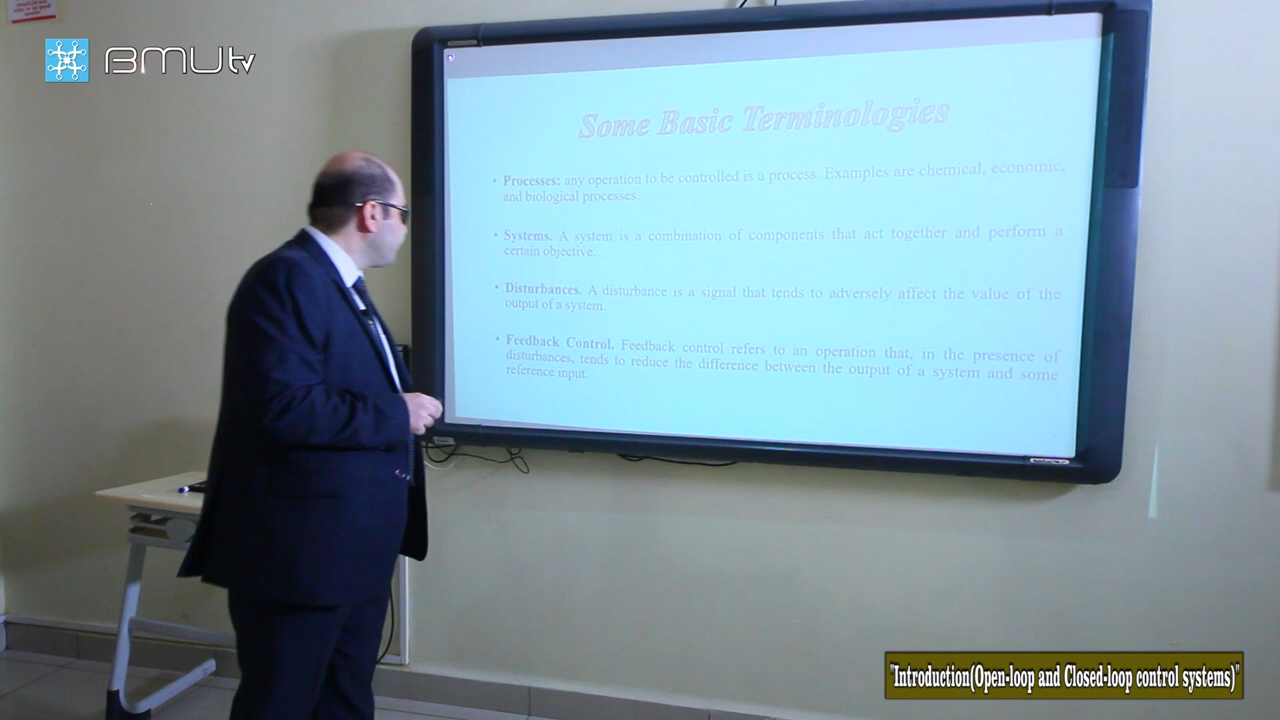 BMUtv
Some Basic Terminologies
• Processes: any operation to be controlled is a process. Examples are chemical, economic,
and biological processes.
• Systems. A system is a combination of components that act together and perform a
certain objective.
• Disturbances. A disturbance is a signal that tends to adversely affect the value of the
output of a system.
• Feedback Control. Feedback control refers to an operation that, in the presence of
disturbances, tends to reduce the difference between the output of a system and some
reference input.
"Introduction(Open-loop and Closed-loop control systems)"